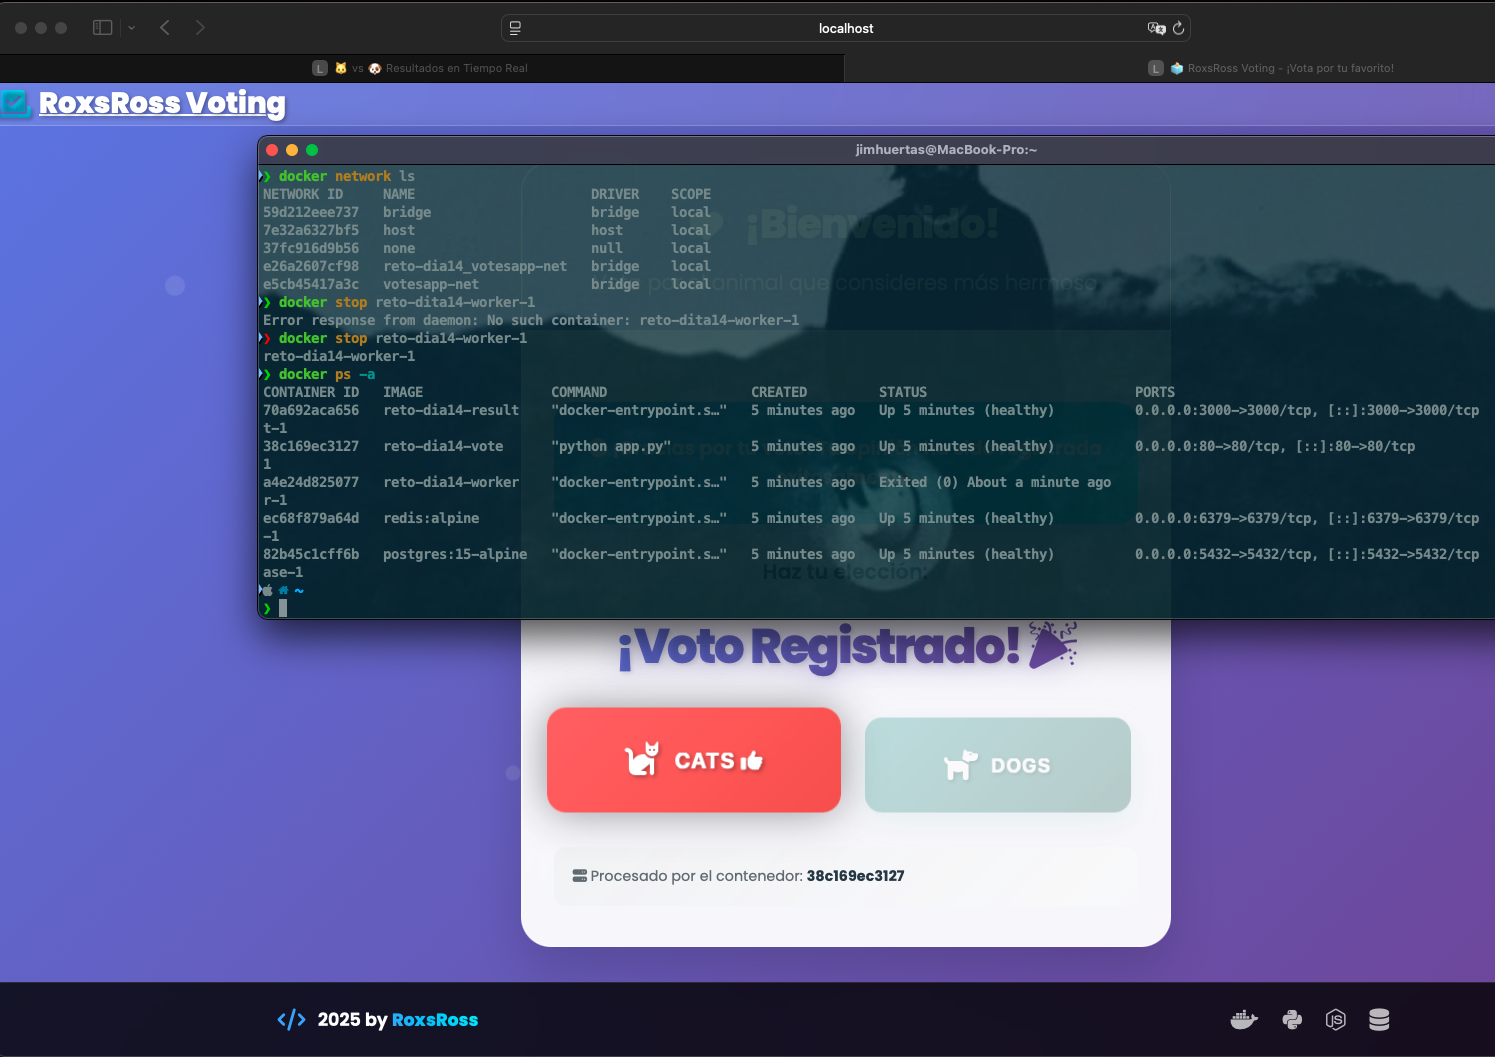 localhost
L 🐱 vs 🐶 Resultados en Tiempo Real
L 🗳️ RoxsRoss Voting - ¡Vota por tu favorito!
RoxsRoss Voting
jimhuertas@MacBook-Pro:~
❯ docker network ls
NETWORK ID NAME DRIVER SCOPE
59d212eee737 bridge bridge local
7e32a6327bf5 host host local
37fc916d9b56 none null local
e26a2607cf98 reto-dia14_votesapp-net bridge local
e5cb45417a3c votesapp-net bridge local
❯ docker stop reto-dita14-worker-1
Error response from daemon: No such container: reto-dita14-worker-1
❯ docker stop reto-dia14-worker-1
reto-dia14-worker-1
❯ docker ps -a
CONTAINER ID IMAGE COMMAND CREATED STATUS PORTS
70a692aca656 reto-dia14-result "docker-entrypoint.s…" 5 minutes ago Up 5 minutes (healthy) 0.0.0.0:3000->3000/tcp, [::]:3000->3000/tcp
t-1
38c169ec3127 reto-dia14-vote "python app.py" 5 minutes ago Up 5 minutes (healthy) 0.0.0.0:80->80/tcp, [::]:80->80/tcp
1
a4e24d825077 reto-dia14-worker "docker-entrypoint.s…" 5 minutes ago Exited (0) About a minute ago
r-1
ec68f879a64d redis:alpine "docker-entrypoint.s…" 5 minutes ago Up 5 minutes (healthy) 0.0.0.0:6379->6379/tcp, [::]:6379->6379/tcp
-1
82b45c1cff6b postgres:15-alpine "docker-entrypoint.s…" 5 minutes ago Up 5 minutes (healthy) 0.0.0.0:5432->5432/tcp, [::]:5432->5432/tcp
ase-1
~
❯
¡Bienvenido!
animal que consideres más hermoso
Haz tu elección:
¡Voto Registrado!
CATS
DOGS
Procesado por el contenedor: 38c169ec3127
</> 2025 by RoxsRoss